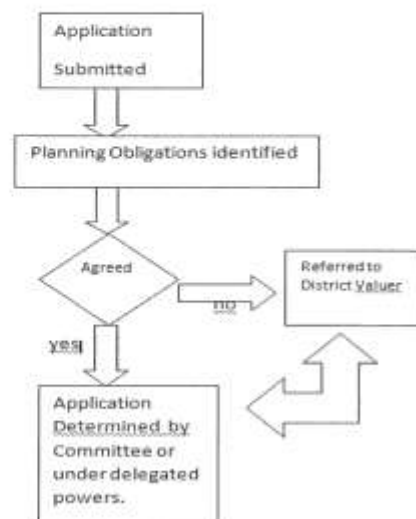 Application
Submitted
Planning Obligations identified
Agreed
no
Referred to
District Valuer
yes
Application
Determined by
Committee or
under delegated
powers.